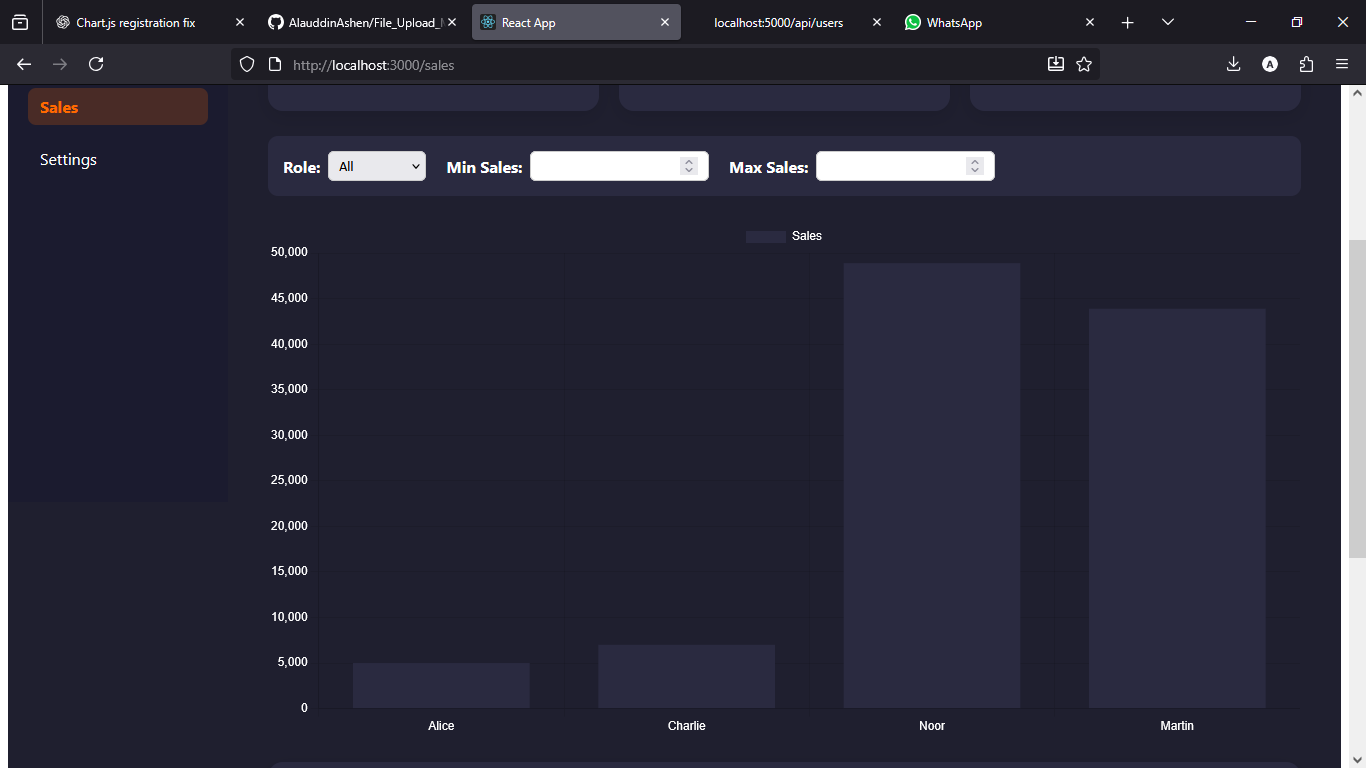 Chart.js registration fix
AlauddinAshen/File_Upload_
React App
localhost:5000/api/users
WhatsApp
http://localhost:3000/sales
A
Sales
Settings
Role: All Min Sales: Max Sales:
Sales
50,000
45,000
40,000
35,000
30,000
25,000
20,000
15,000
10,000
5,000
0
Alice Charlie Noor Martin